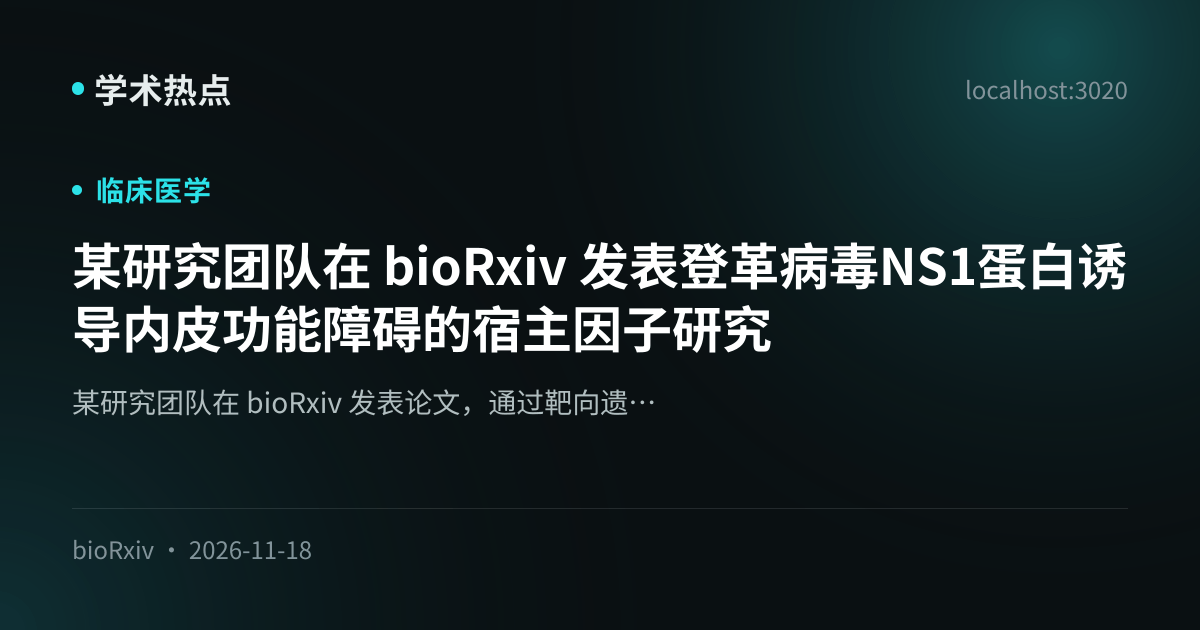 学术热点
localhost:3020
临床医学
某研究团队在 bioRxiv 发表登革病毒NS1蛋白诱
导内皮功能障碍的宿主因子研究
某研究团队在 bioRxiv 发表论文，通过靶向遗…
bioRxiv · 2026-11-18